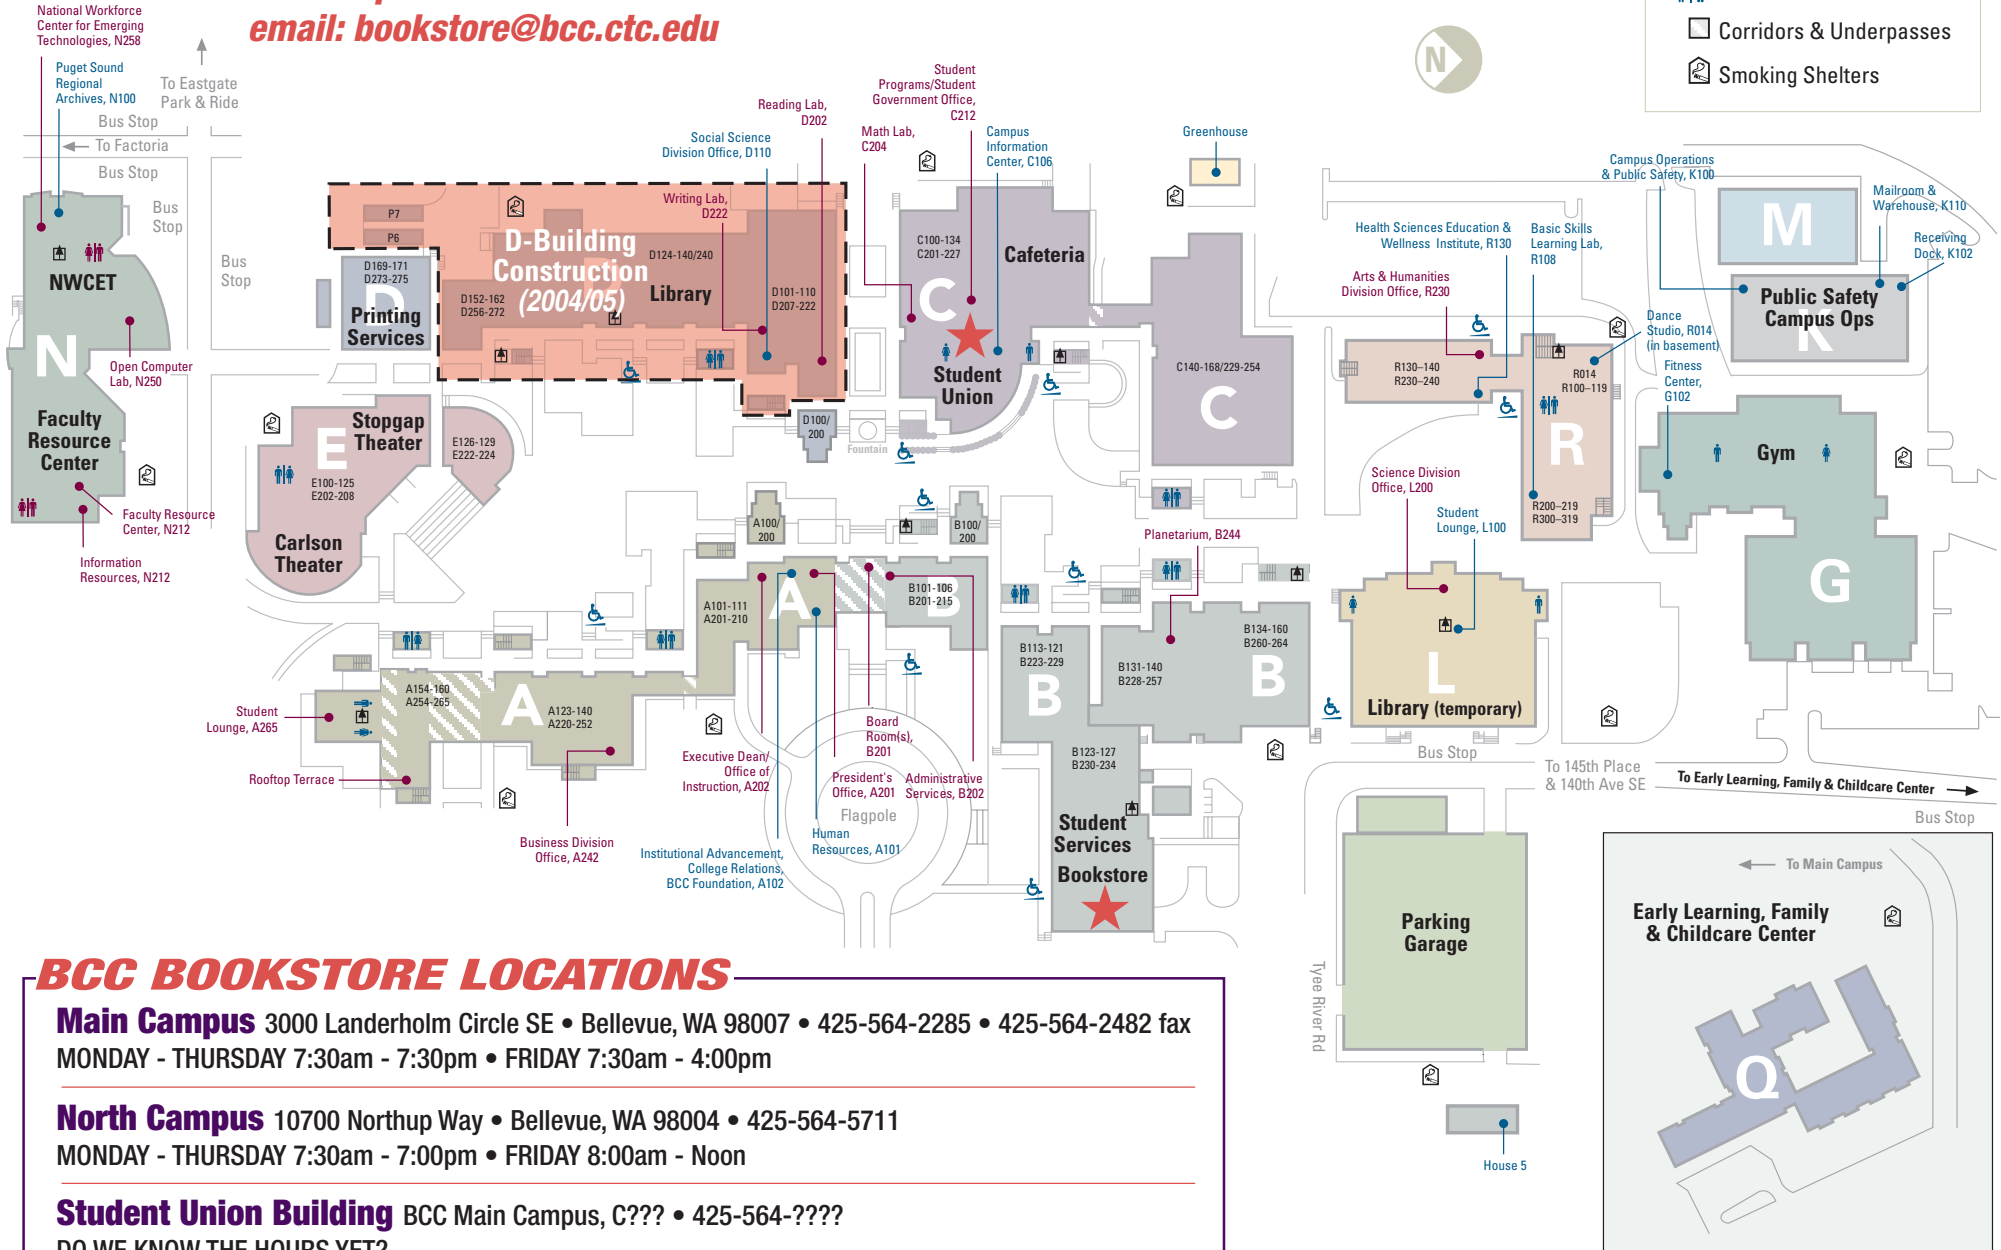 email: bookstore@bcc.ctc.edu
N
Corridors & Underpasses
Smoking Shelters
National Workforce
Center for Emerging
Technologies, N258
Puget Sound
Regional
Archives, N100
To Eastgate
Park & Ride
Bus Stop
To Factoria
Bus Stop
Bus
Stop
Bus
Stop
NWCET
N
Open Computer
Lab, N250
Faculty
Resource
Center
Faculty Resource
Center, N212
Information
Resources, N212
P7
P6
D-Building
Construction
(2004/05)
D
D169-171
D273-275
D
Printing
Services
D152-162
D256-272
D124-140/240
Library
D101-110
D207-222
Writing Lab,
D222
Social Science
Division Office, D110
Reading Lab,
D202
D100/
200
Fountain
Math Lab,
C204
Student
Programs/Student
Government Office,
C212
Campus
Information
Center, C106
C100-134
C201-227
Cafeteria
C
Student
Union
C140-168/229-254
C
Greenhouse
Stopgap
Theater
E
E126-129
E222-224
E100-125
E202-208
Carlson
Theater
A100/
200
B100/
200
A101-111
A201-210
A
B101-106
B201-215
B
A154-160
A254-265
A
A123-140
A220-252
Student
Lounge, A265
Rooftop Terrace
Business Division
Office, A242
Executive Dean/
Office of
Instruction, A202
Institutional Advancement,
College Relations,
BCC Foundation, A102
President's
Office, A201
Human
Resources, A101
Board
Room(s),
B201
Administrative
Services, B202
Flagpole
Planetarium, B244
B113-121
B223-229
B
B131-140
B228-257
B134-160
B260-264
B
B123-127
B230-234
Student
Services
Bookstore
Health Sciences Education &
Wellness Institute, R130
Arts & Humanities
Division Office, R230
Basic Skills
Learning Lab,
R108
R130-140
R230-240
R014
R100-119
R
R200-219
R300-319
Dance
Studio, R014
(in basement)
Fitness
Center,
G102
Campus Operations
& Public Safety, K100
Mailroom &
Warehouse, K110
Receiving
Dock, K102
M
Public Safety
Campus Ops
K
Gym
G
Science Division
Office, L200
Student
Lounge, L100
L
Library (temporary)
Bus Stop
To 145th Place
& 140th Ave SE
To Early Learning, Family & Childcare Center
Bus Stop
Parking
Garage
Tyee River Rd
House 5
To Main Campus
Early Learning, Family
& Childcare Center
Q
BCC BOOKSTORE LOCATIONS
Main Campus 3000 Landerholm Circle SE • Bellevue, WA 98007 • 425-564-2285 • 425-564-2482 fax
MONDAY - THURSDAY 7:30am - 7:30pm • FRIDAY 7:30am - 4:00pm
North Campus 10700 Northup Way • Bellevue, WA 98004 • 425-564-5711
MONDAY - THURSDAY 7:30am - 7:00pm • FRIDAY 8:00am - Noon
Student Union Building BCC Main Campus, C??? • 425-564-????
DO WE KNOW THE HOURS YET?